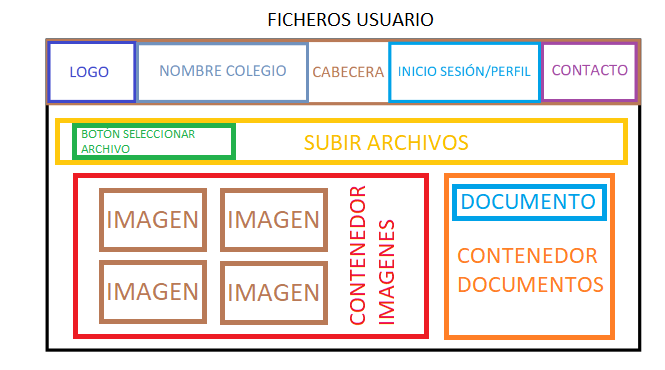 FICHEROS USUARIO
LOGO
NOMBRE COLEGIO
CABECERA
INICIO SESIÓN/PERFIL
CONTACTO
BOTÓN SELECCIONAR
ARCHIVO
SUBIR ARCHIVOS
IMAGEN
IMAGEN
IMAGEN
IMAGEN
CONTENEDOR
IMAGENES
DOCUMENTO
CONTENEDOR
DOCUMENTOS